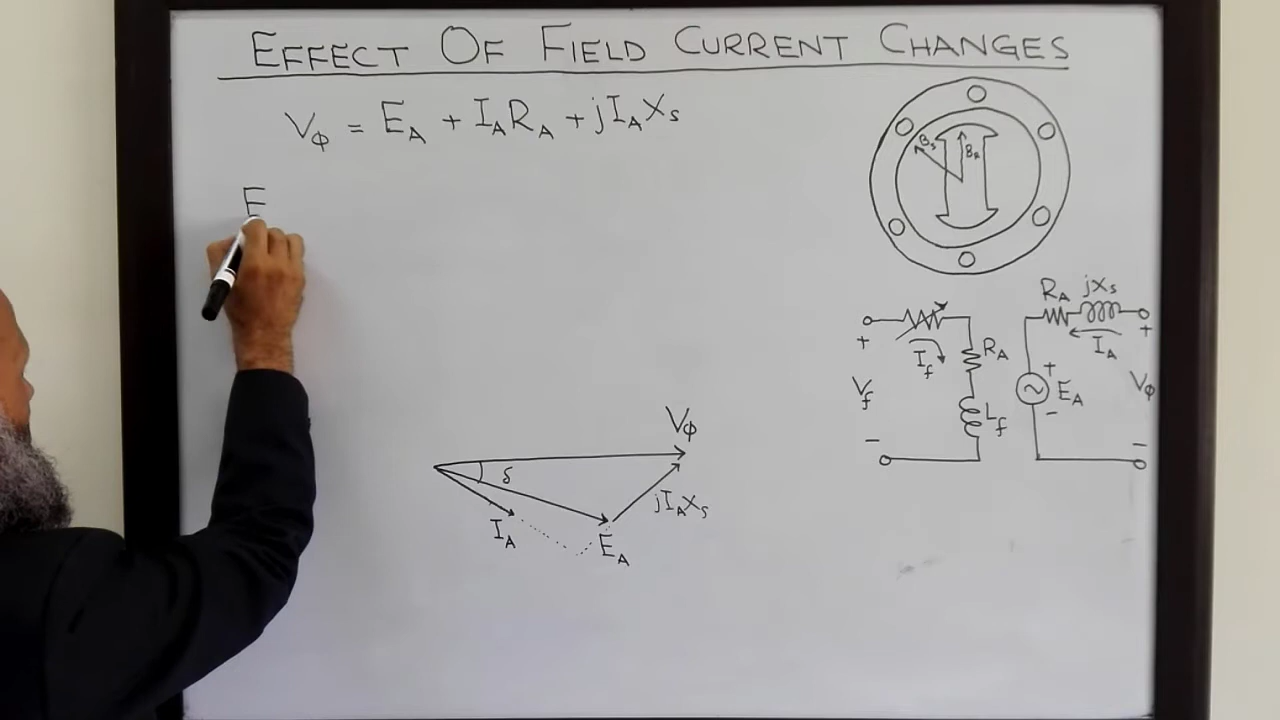 EFFECT OF FIELD CURRENT CHANGES
Vϕ = EA + IARA + jIAXS
E
BS
BR
RA jXS
+ If RA IA +
Vf Lf + EA - Vϕ
- -
Vϕ
δ
jIAXS
IA
EA